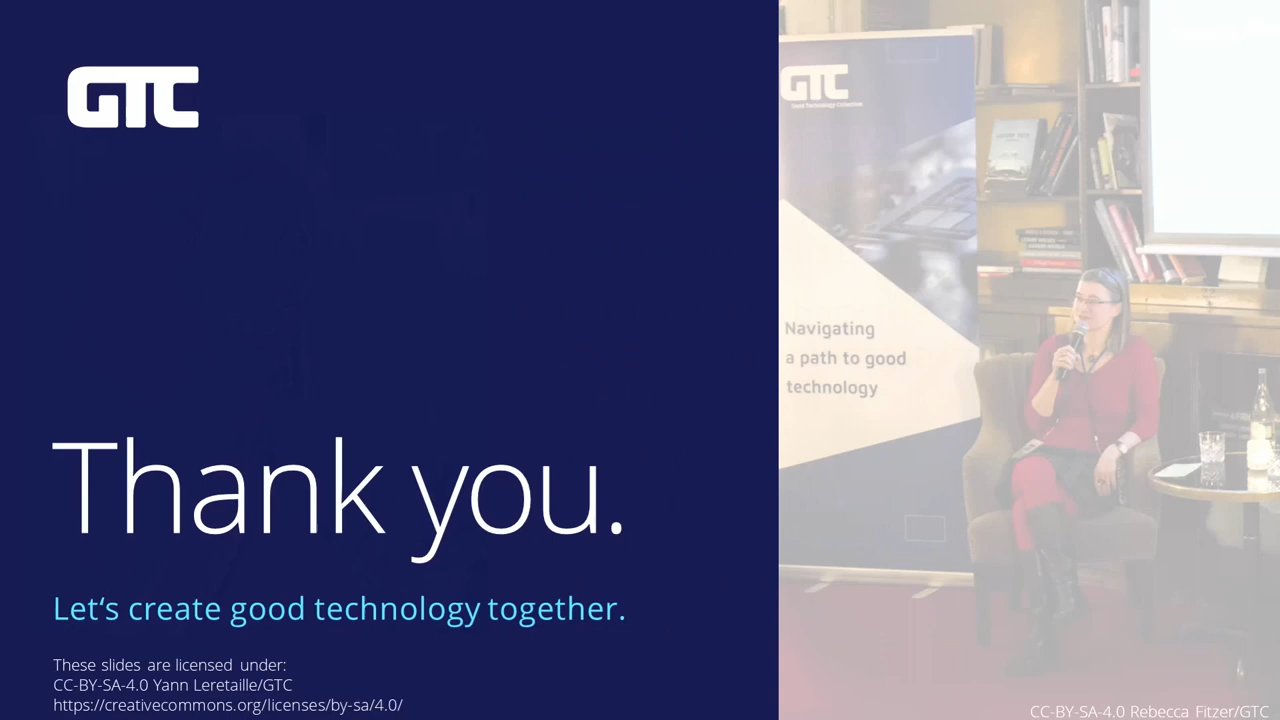 GTC
Thank you.
Let‘s create good technology together.
These slides are licensed under:
CC-BY-SA-4.0 Yann Leretaille/GTC
https://creativecommons.org/licenses/by-sa/4.0/
GTC
Good Technology Collective
Navigating
a path to good
technology
CC-BY-SA-4.0 Rebecca Fitzer/GTC